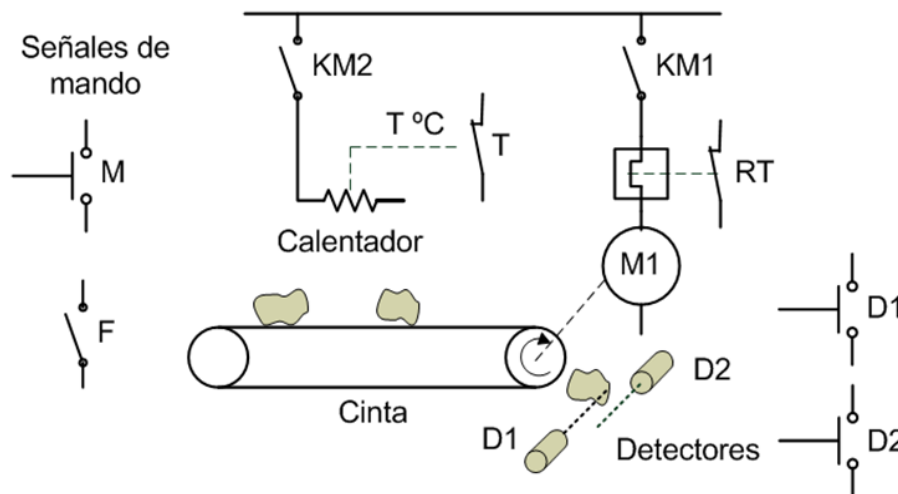 Señales de
mando
M
F
KM2
KM1
T ºC
T
RT
Calentador
M1
Cinta
D1
D2
Detectores
D1
D2